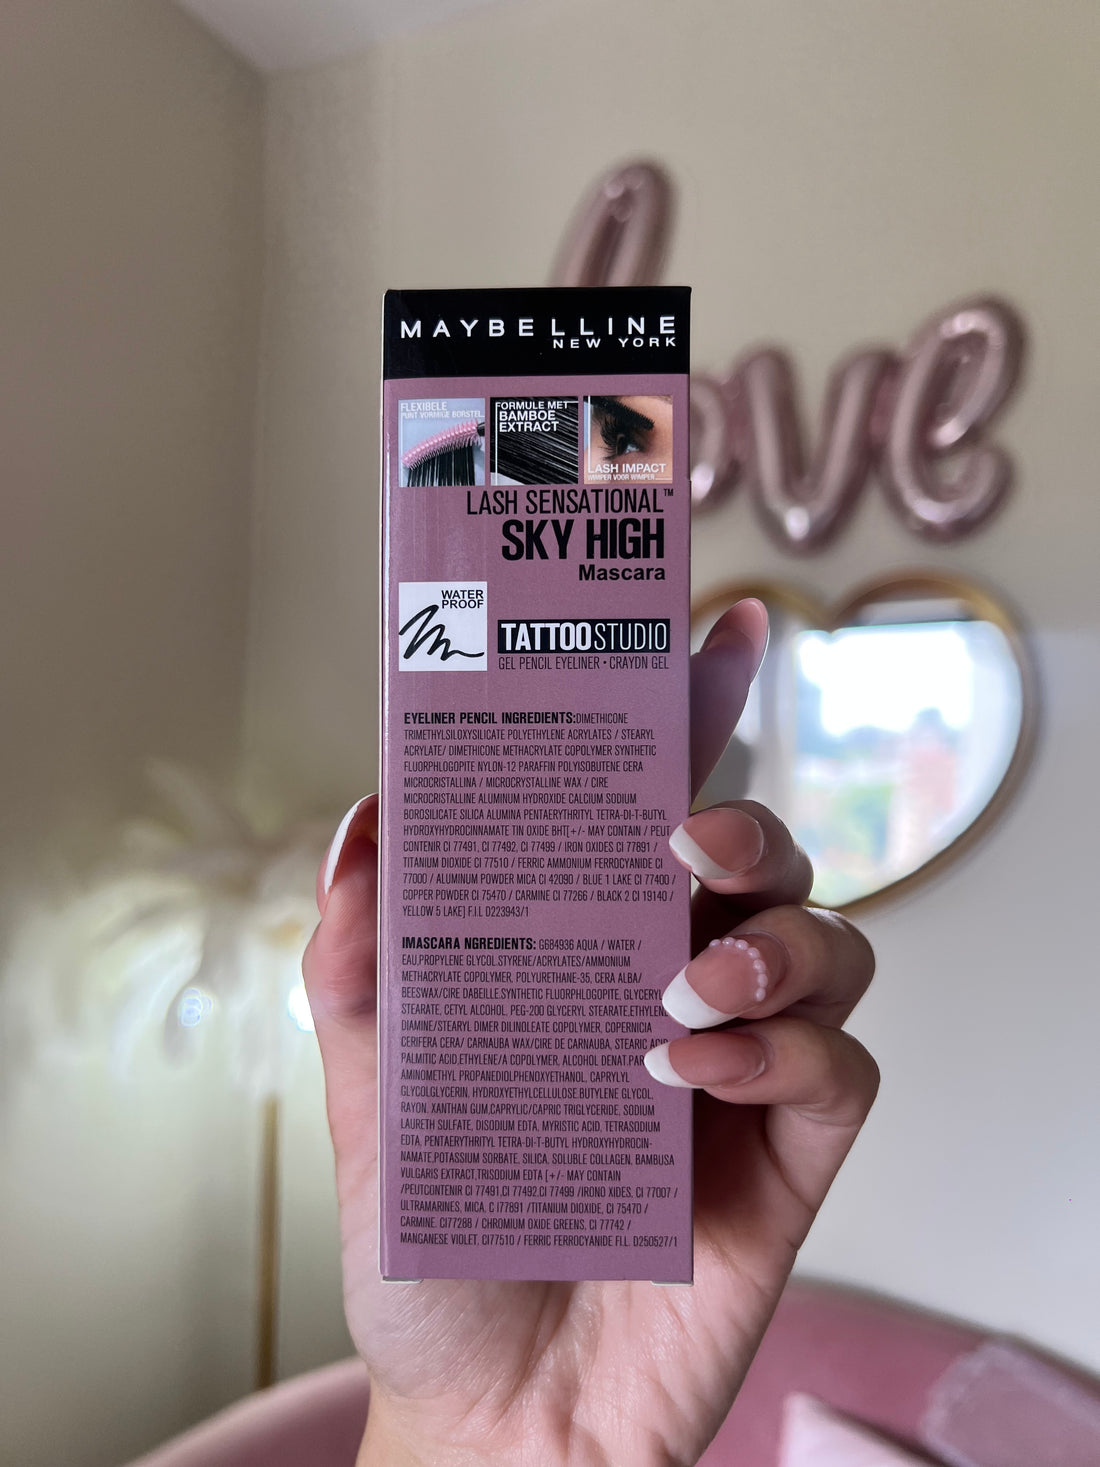 love
MAYBELLINE
NEW YORK
FLEXIBELE
PUNT VORMIGE BORSTEL
FORMULE MET
BAMBOE
EXTRACT
LASH IMPACT
WIMPER VOOR WIMPER
LASH SENSATIONAL™
SKY HIGH
Mascara
WATER
PROOF
TATTOOSTUDIO
GEL PENCIL EYELINER • CRAYDN GEL
EYELINER PENCIL INGREDIENTS:DIMETHICONE
TRIMETHYLSILOXYSILICATE POLYETHYLENE ACRYLATES / STEARYL
ACRYLATE/ DIMETHICONE METHACRYLATE COPOLYMER SYNTHETIC
FLUORPHLOGOPITE NYLON-12 PARAFFIN POLYISOBUTENE CERA
MICROCRISTALLINA / MICROCRYSTALLINE WAX / CIRE
MICROCRISTALLINE ALUMINUM HYDROXIDE CALCIUM SODIUM
BOROSILICATE SILICA ALUMINA PENTAERYTHRITYL TETRA-DI-T-BUTYL
HYDROXYHYDROCINNAMATE TIN OXIDE BHT[+/- MAY CONTAIN / PEUT
CONTENIR CI 77491, CI 77492, CI 77499 / IRON OXIDES CI 77891 /
TITANIUM DIOXIDE CI 77510 / FERRIC AMMONIUM FERROCYANIDE CI
77000 / ALUMINUM POWDER MICA CI 42090 / BLUE 1 LAKE CI 77400 /
COPPER POWDER CI 75470 / CARMINE CI 77266 / BLACK 2 CI 19140 /
YELLOW 5 LAKE] F.I.L D223943/1
IMASCARA NGREDIENTS: G684936 AQUA / WATER /
EAU,PROPYLENE GLYCOL.STYRENE/ACRYLATES/AMMONIUM
METHACRYLATE COPOLYMER, POLYURETHANE-35, CERA ALBA/
BEESWAX/CIRE DABEILLE.SYNTHETIC FLUORPHLOGOPITE, GLYCERYL
STEARATE, CETYL ALCOHOL, PEG-200 GLYCERYL STEARATE,ETHYLENE
DIAMINE/STEARYL DIMER DILINOLEATE COPOLYMER, COPERNICIA
CERIFERA CERA/ CARNAUBA WAX/CIRE DE CARNAUBA, STEARIC ACID
PALMITIC ACID,ETHYLENE/A COPOLYMER, ALCOHOL DENAT.
AMINOMETHYL PROPANEDIOLPHENOXYETHANOL, CAPRYLYL
GLYCOLGLYCERIN, HYDROXYETHYLCELLULOSE.BUTYLENE GLYCOL,
RAYON, XANTHAN GUM,CAPRYLIC/CAPRIC TRIGLYCERIDE, SODIUM
LAURETH SULFATE, DISODIUM EDTA, MYRISTIC ACID, TETRASODIUM
EDTA, PENTAERYTHRITYL TETRA-DI-T-BUTYL HYDROXYHYDROCIN-
NAMATE,POTASSIUM SORBATE, SILICA, SOLUBLE COLLAGEN, BAMBUSA
VULGARIS EXTRACT,TRISODIUM EDTA [+/- MAY CONTAIN
/PEUTCONTENIR CI 77491,CI 77492,CI 77499 /IRONO XIDES, CI 77007 /
ULTRAMARINES, MICA, C I77891 /TITANIUM DIOXIDE, CI 75470 /
CARMINE. CI77288 / CHROMIUM OXIDE GREENS, CI 77742 /
MANGANESE VIOLET, CI77510 / FERRIC FERROCYANIDE F.I.L. D250527/1